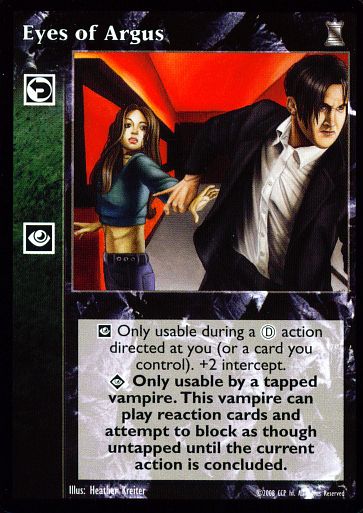 Eyes of Argus
Only usable during a Ⓓ action
directed at you (or a card you
control). +2 intercept.
Only usable by a tapped
vampire. This vampire can
play reaction cards and
attempt to block as though
untapped until the current
action is concluded.
Illus: Heather Kreiter
©2008 CCP hf. All Rights Reserved